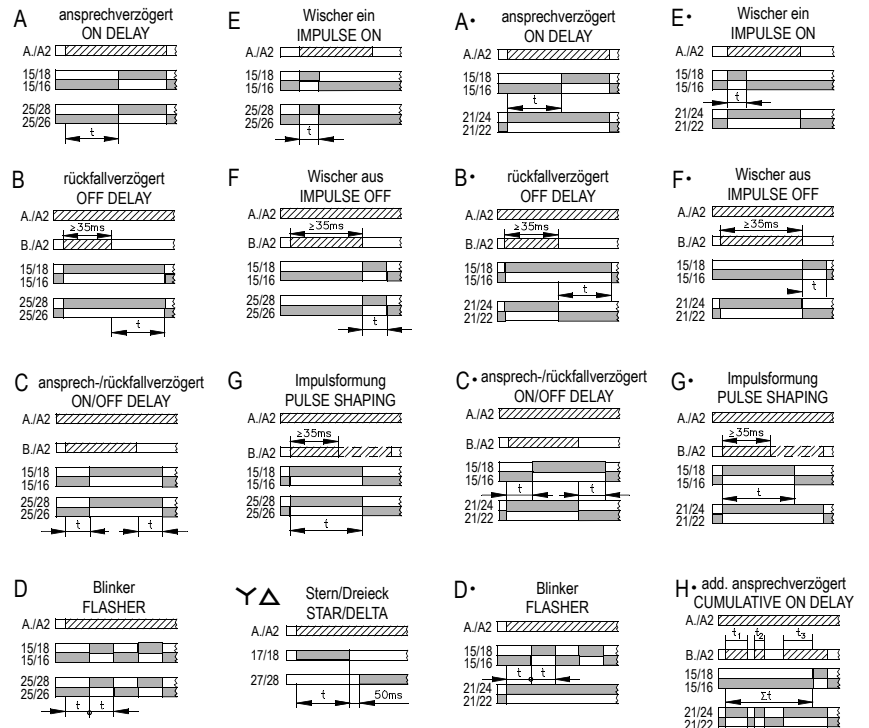 A ansprechverzögert
ON DELAY
A./A2
15/18
15/16
25/28
25/26
t
E Wischer ein
IMPULSE ON
A./A2
15/18
15/16
25/28
25/26
t
A• ansprechverzögert
ON DELAY
A./A2
15/18
15/16
t
21/24
21/22
E• Wischer ein
IMPULSE ON
A./A2
15/18
15/16
t
21/24
21/22
B rückfallverzögert
OFF DELAY
A./A2
≥35ms
B./A2
15/18
15/16
25/28
25/26
t
F Wischer aus
IMPULSE OFF
A./A2
≥35ms
B./A2
15/18
15/16
25/28
25/26
t
B• rückfallverzögert
OFF DELAY
A./A2
≥35ms
B./A2
15/18
15/16
t
21/24
21/22
F• Wischer aus
IMPULSE OFF
A./A2
≥35ms
B./A2
15/18
15/16
t
21/24
21/22
C ansprech-/rückfallverzögert
ON/OFF DELAY
A./A2
B./A2
15/18
15/16
25/28
25/26
t t
G Impulsformung
PULSE SHAPING
A./A2
≥35ms
B./A2
15/18
15/16
25/28
25/26
t
C• ansprech-/rückfallverzögert
ON/OFF DELAY
A./A2
B./A2
15/18
15/16
t t
21/24
21/22
G• Impulsformung
PULSE SHAPING
A./A2
≥35ms
B./A2
15/18
15/16
t
21/24
21/22
D Blinker
FLASHER
A./A2
15/18
15/16
25/28
25/26
t t
Stern/Dreieck
STAR/DELTA
A./A2
17/18
27/28
t 50ms
D• Blinker
FLASHER
A./A2
15/18
15/16
t t
21/24
21/22
H• add. ansprechverzögert
CUMULATIVE ON DELAY
A./A2
t1 t2 t3
B./A2
15/18
15/16
Σt
21/24
21/22